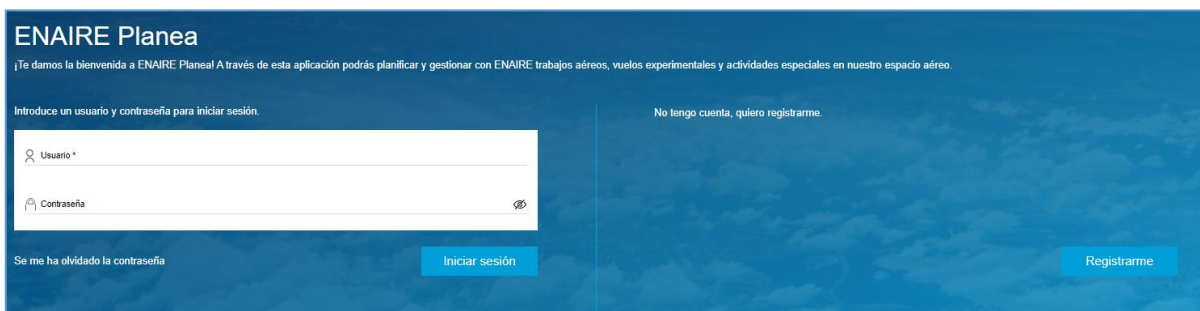 ENAIRE Planea
¡Te damos la bienvenida a ENAIRE Planea! A través de esta aplicación podrás planificar y gestionar con ENAIRE trabajos aéreos, vuelos experimentales y actividades especiales en nuestro espacio aéreo.
Introduce un usuario y contraseña para iniciar sesión.
Usuario *
Contraseña
Se me ha olvidado la contraseña
Iniciar sesión
No tengo cuenta, quiero registrarme.
Registrarme